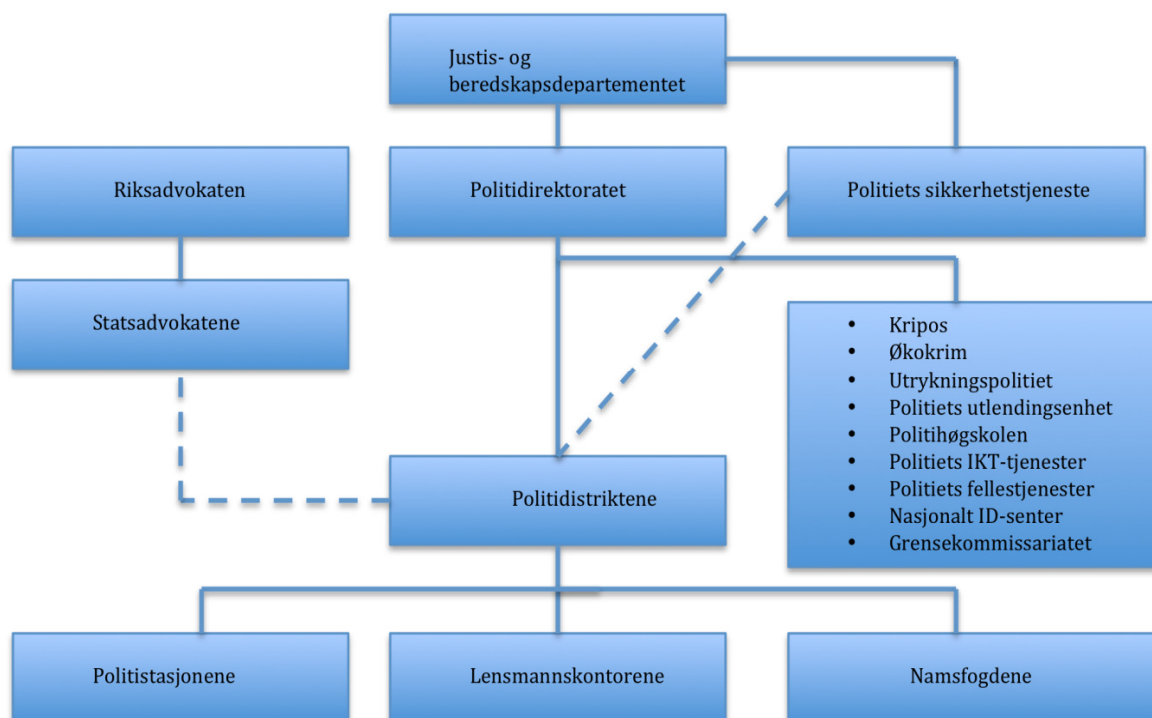 Justis- og
beredskapsdepartementet
Riksadvokaten
Politidirektoratet
Politiets sikkerhetstjeneste
Statsadvokatene
• Kripos
• Økokrim
• Utrykningspolitiet
• Politiets utlendingsenhet
• Politihøgskolen
• Politiets IKT-tjenester
• Politiets fellestjenester
• Nasjonalt ID-senter
• Grensekommissariatet
Politidistriktene
Politistasjonene
Lensmannskontorene
Namsfogdene